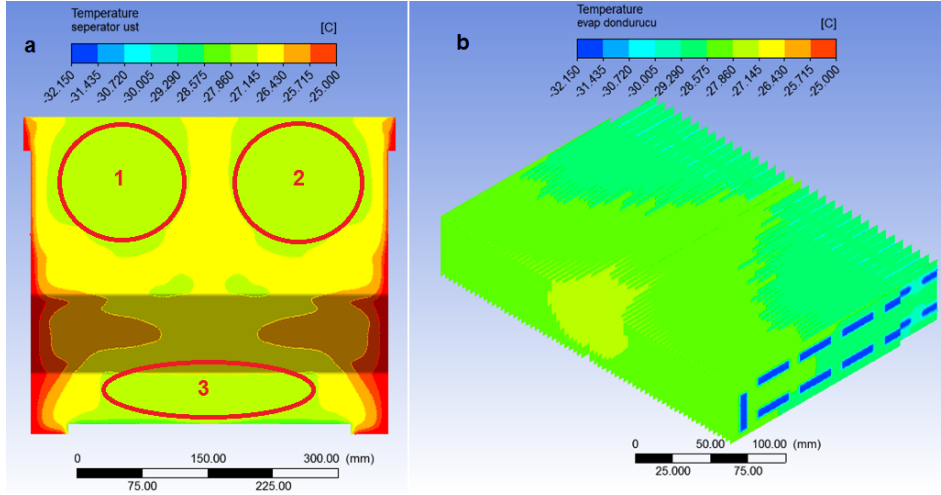 Temperature
seperator ust
[C]
a
-32.150 -31.435 -30.720 -30.005 -29.290 -28.575 -27.860 -27.145 -26.430 -25.715 -25.000
1 2
3
0 150.00 300.00 (mm)
75.00 225.00
Temperature
evap dondurucu
[C]
b
-32.150 -31.435 -30.720 -30.005 -29.290 -28.575 -27.860 -27.145 -26.430 -25.715 -25.000
0 50.00 100.00 (mm)
25.000 75.00